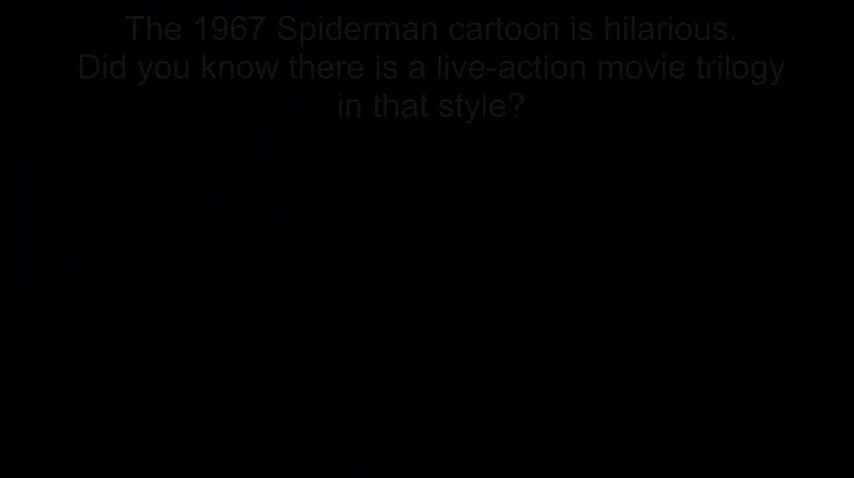 The 1967 Spiderman cartoon is hilarious.
Did you know there is a live-action movie trilogy
in that style?